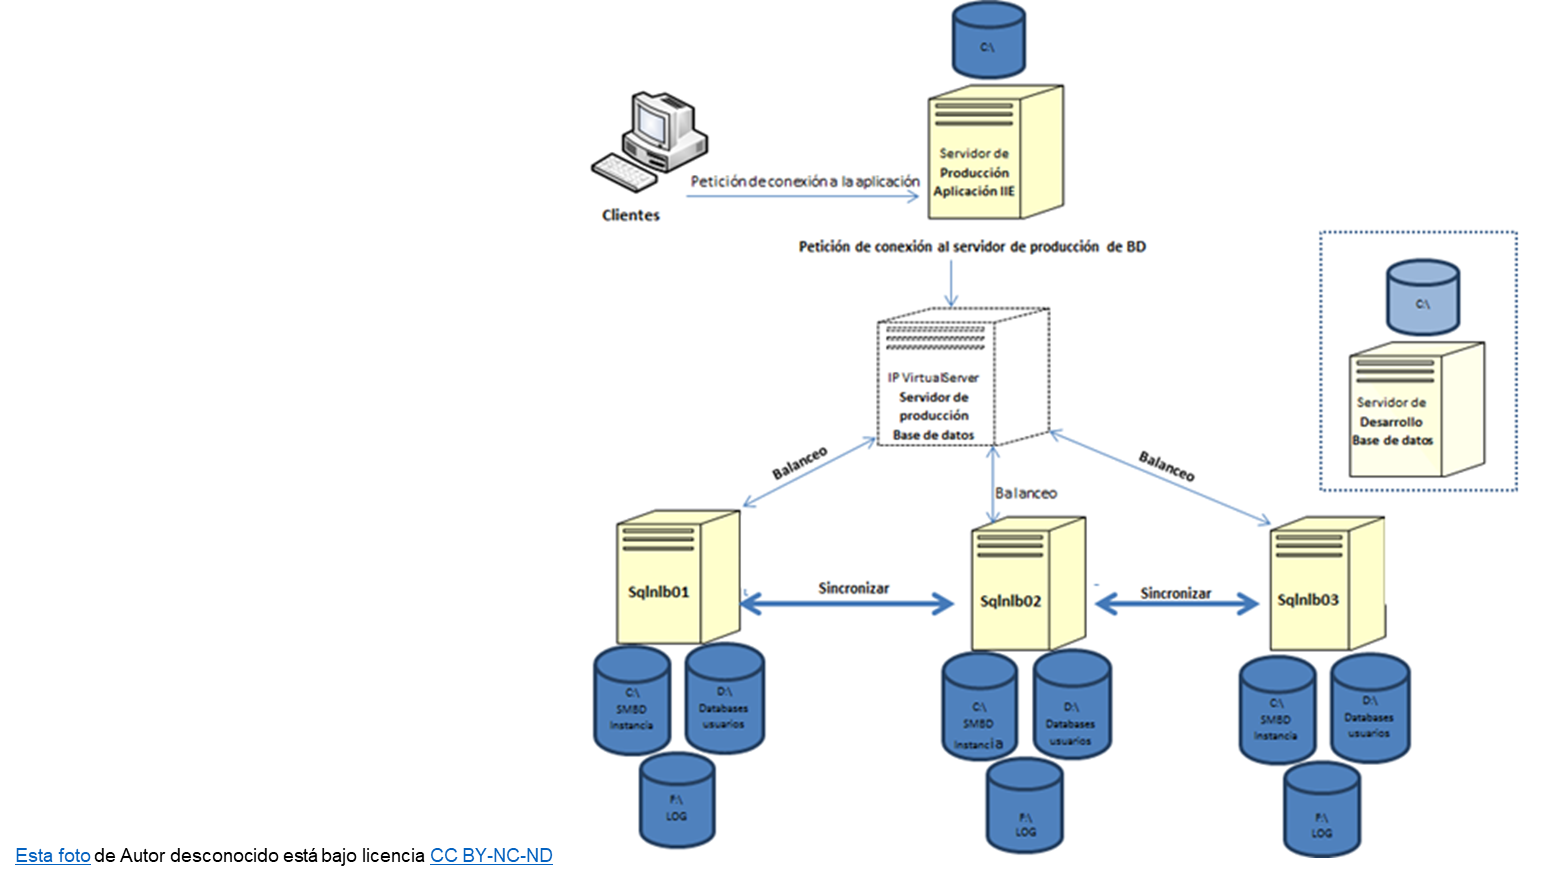 C:\
Servidor de
Producción
Aplicación IIE
Petición de conexión a la aplicación
Clientes
Petición de conexión al servidor de producción de BD
C:\
Servidor de
Desarrollo
Base de datos
IP VirtualServer
Servidor de
producción
Base de datos
Balanceo
Balanceo
Balanceo
Sqlnlb01
Sincronizar
Sqlnlb02
Sincronizar
Sqlnlb03
C:\
SMBD
Instancia
D:\
Databases
usuarios
F:\
LOG
C:\
SMBD
Instancia
D:\
Databases
usuarios
F:\
LOG
C:\
SMBD
Instancia
D:\
Databases
usuarios
F:\
LOG
Esta foto de Autor desconocido está bajo licencia CC BY-NC-ND